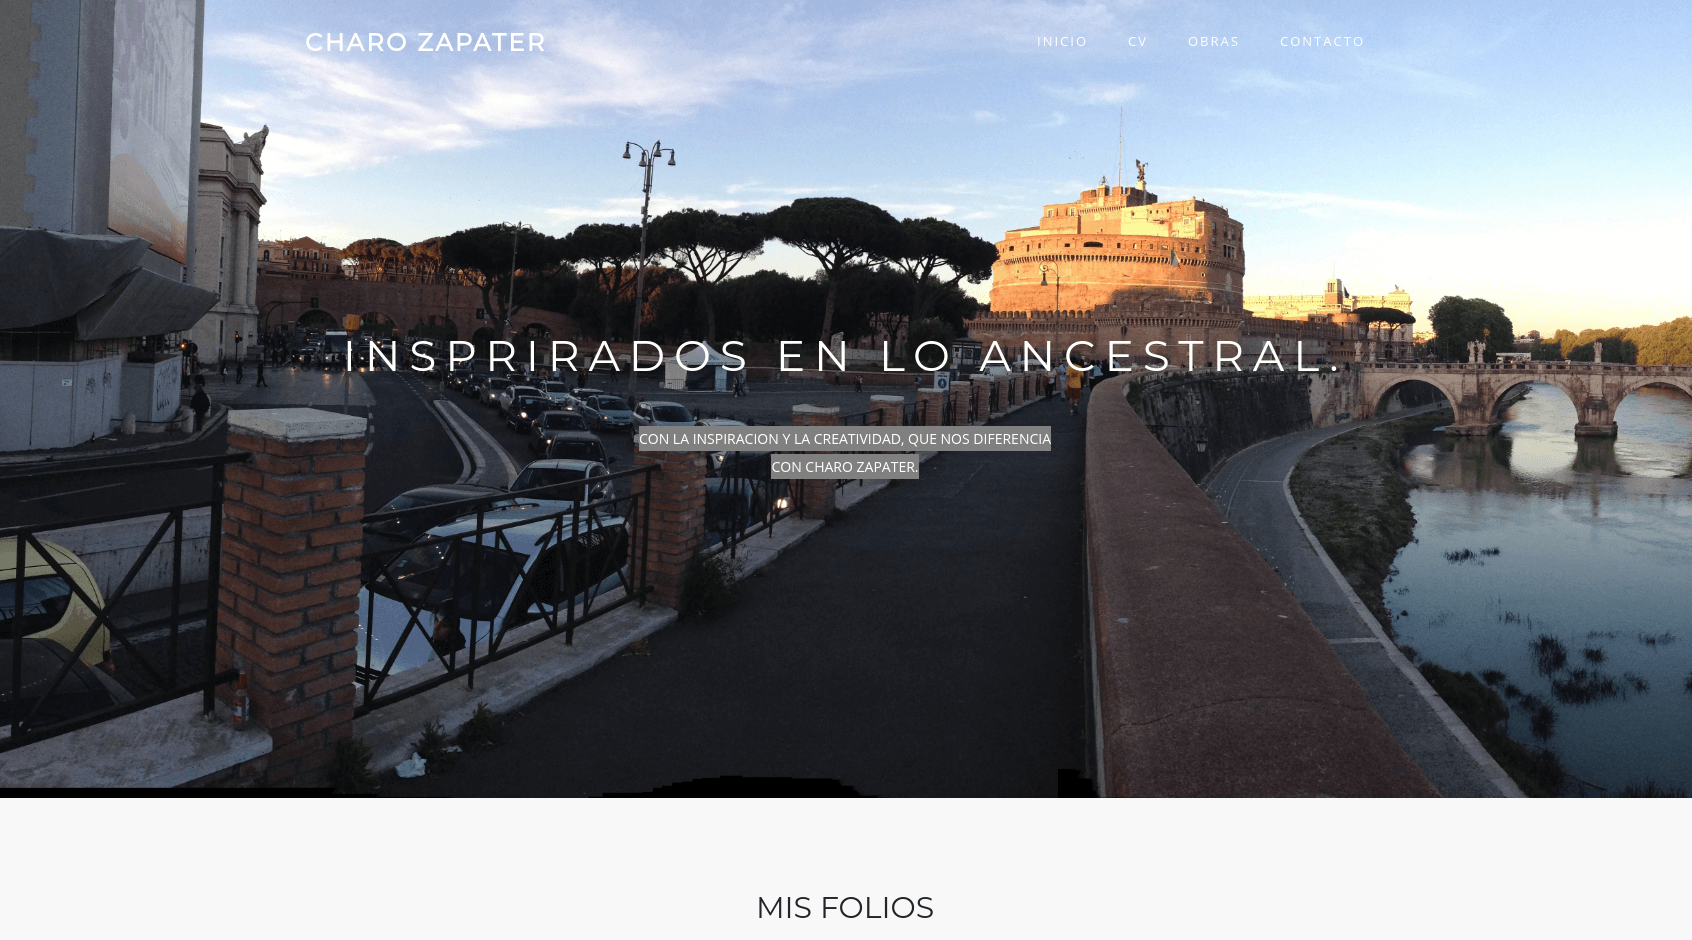 CHARO ZAPATER
INICIO CV OBRAS CONTACTO
INSPRIRADOS EN LO ANCESTRAL.
CON LA INSPIRACION Y LA CREATIVIDAD, QUE NOS DIFERENCIA
CON CHARO ZAPATER.
MIS FOLIOS